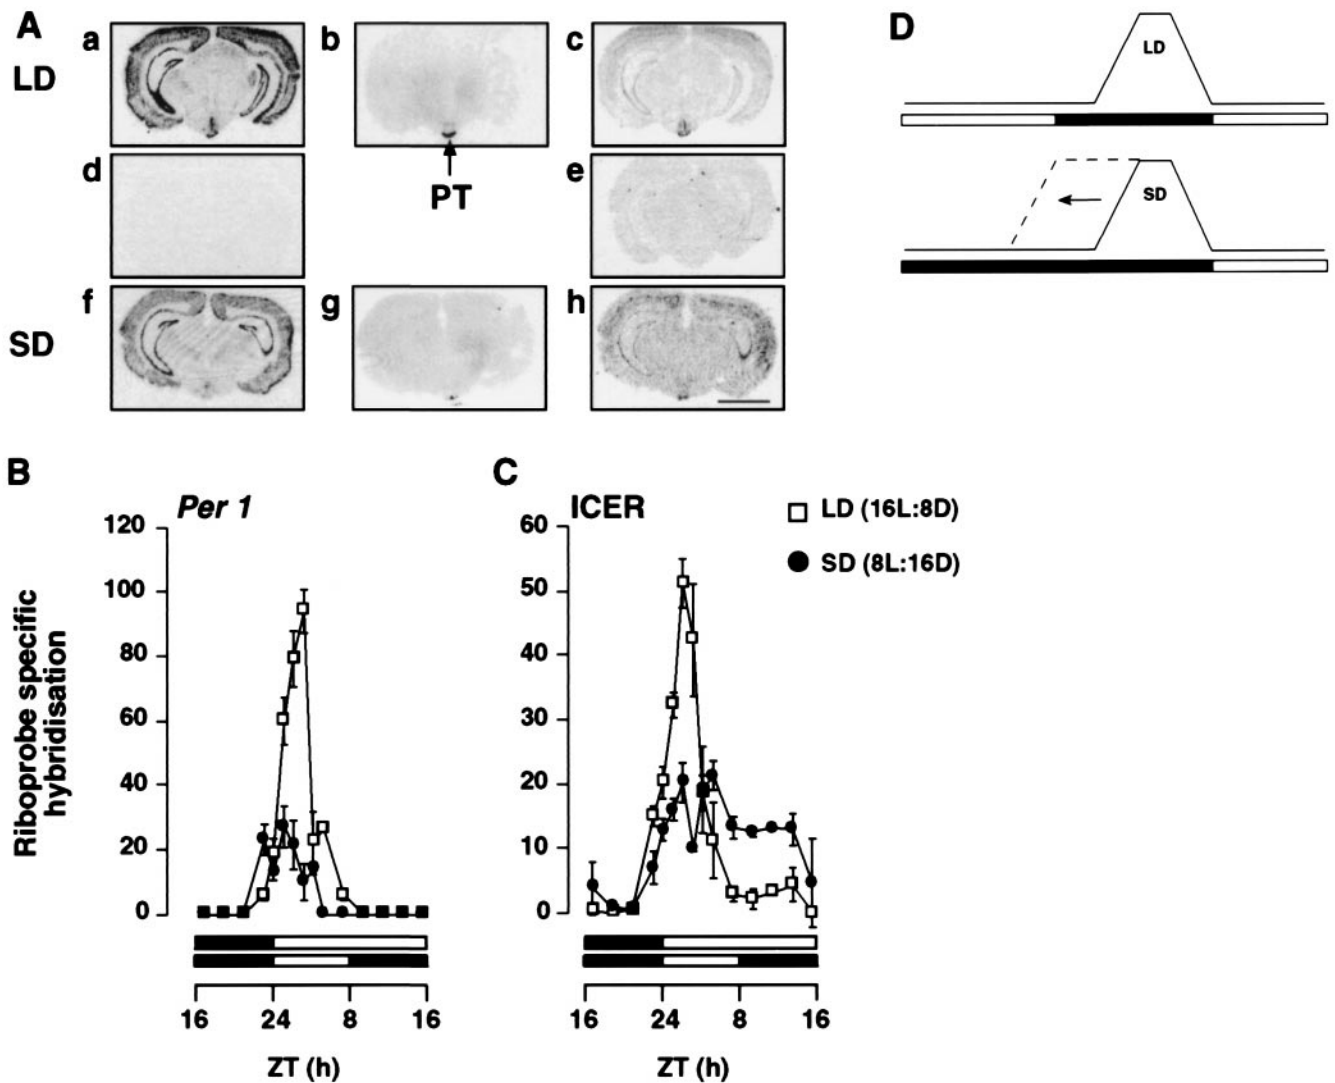 A
a
b
c
LD
d
PT
e
f
g
h
SD
D
LD
SD
B
Per 1
C
ICER
LD (16L:8D)
SD (8L:16D)
Riboprobe specific
hybridisation
120
100
80
60
40
20
0
16
24
8
16
ZT (h)
60
50
40
30
20
10
0
16
24
8
16
ZT (h)